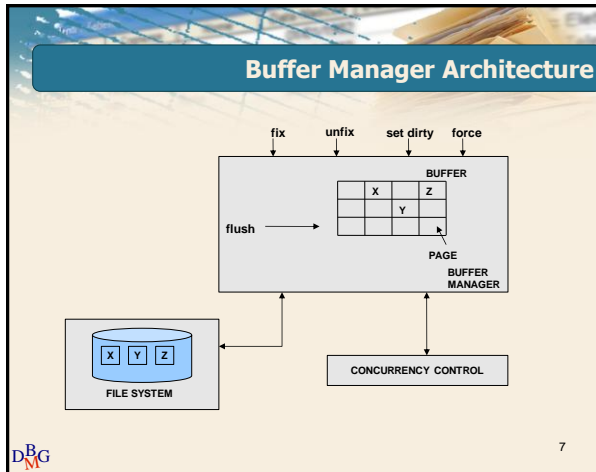 Buffer Manager Architecture
fix unfix set dirty force
BUFFER
X Z
Y
flush
PAGE
BUFFER
MANAGER
X Y Z
FILE SYSTEM
CONCURRENCY CONTROL
DBMG
7